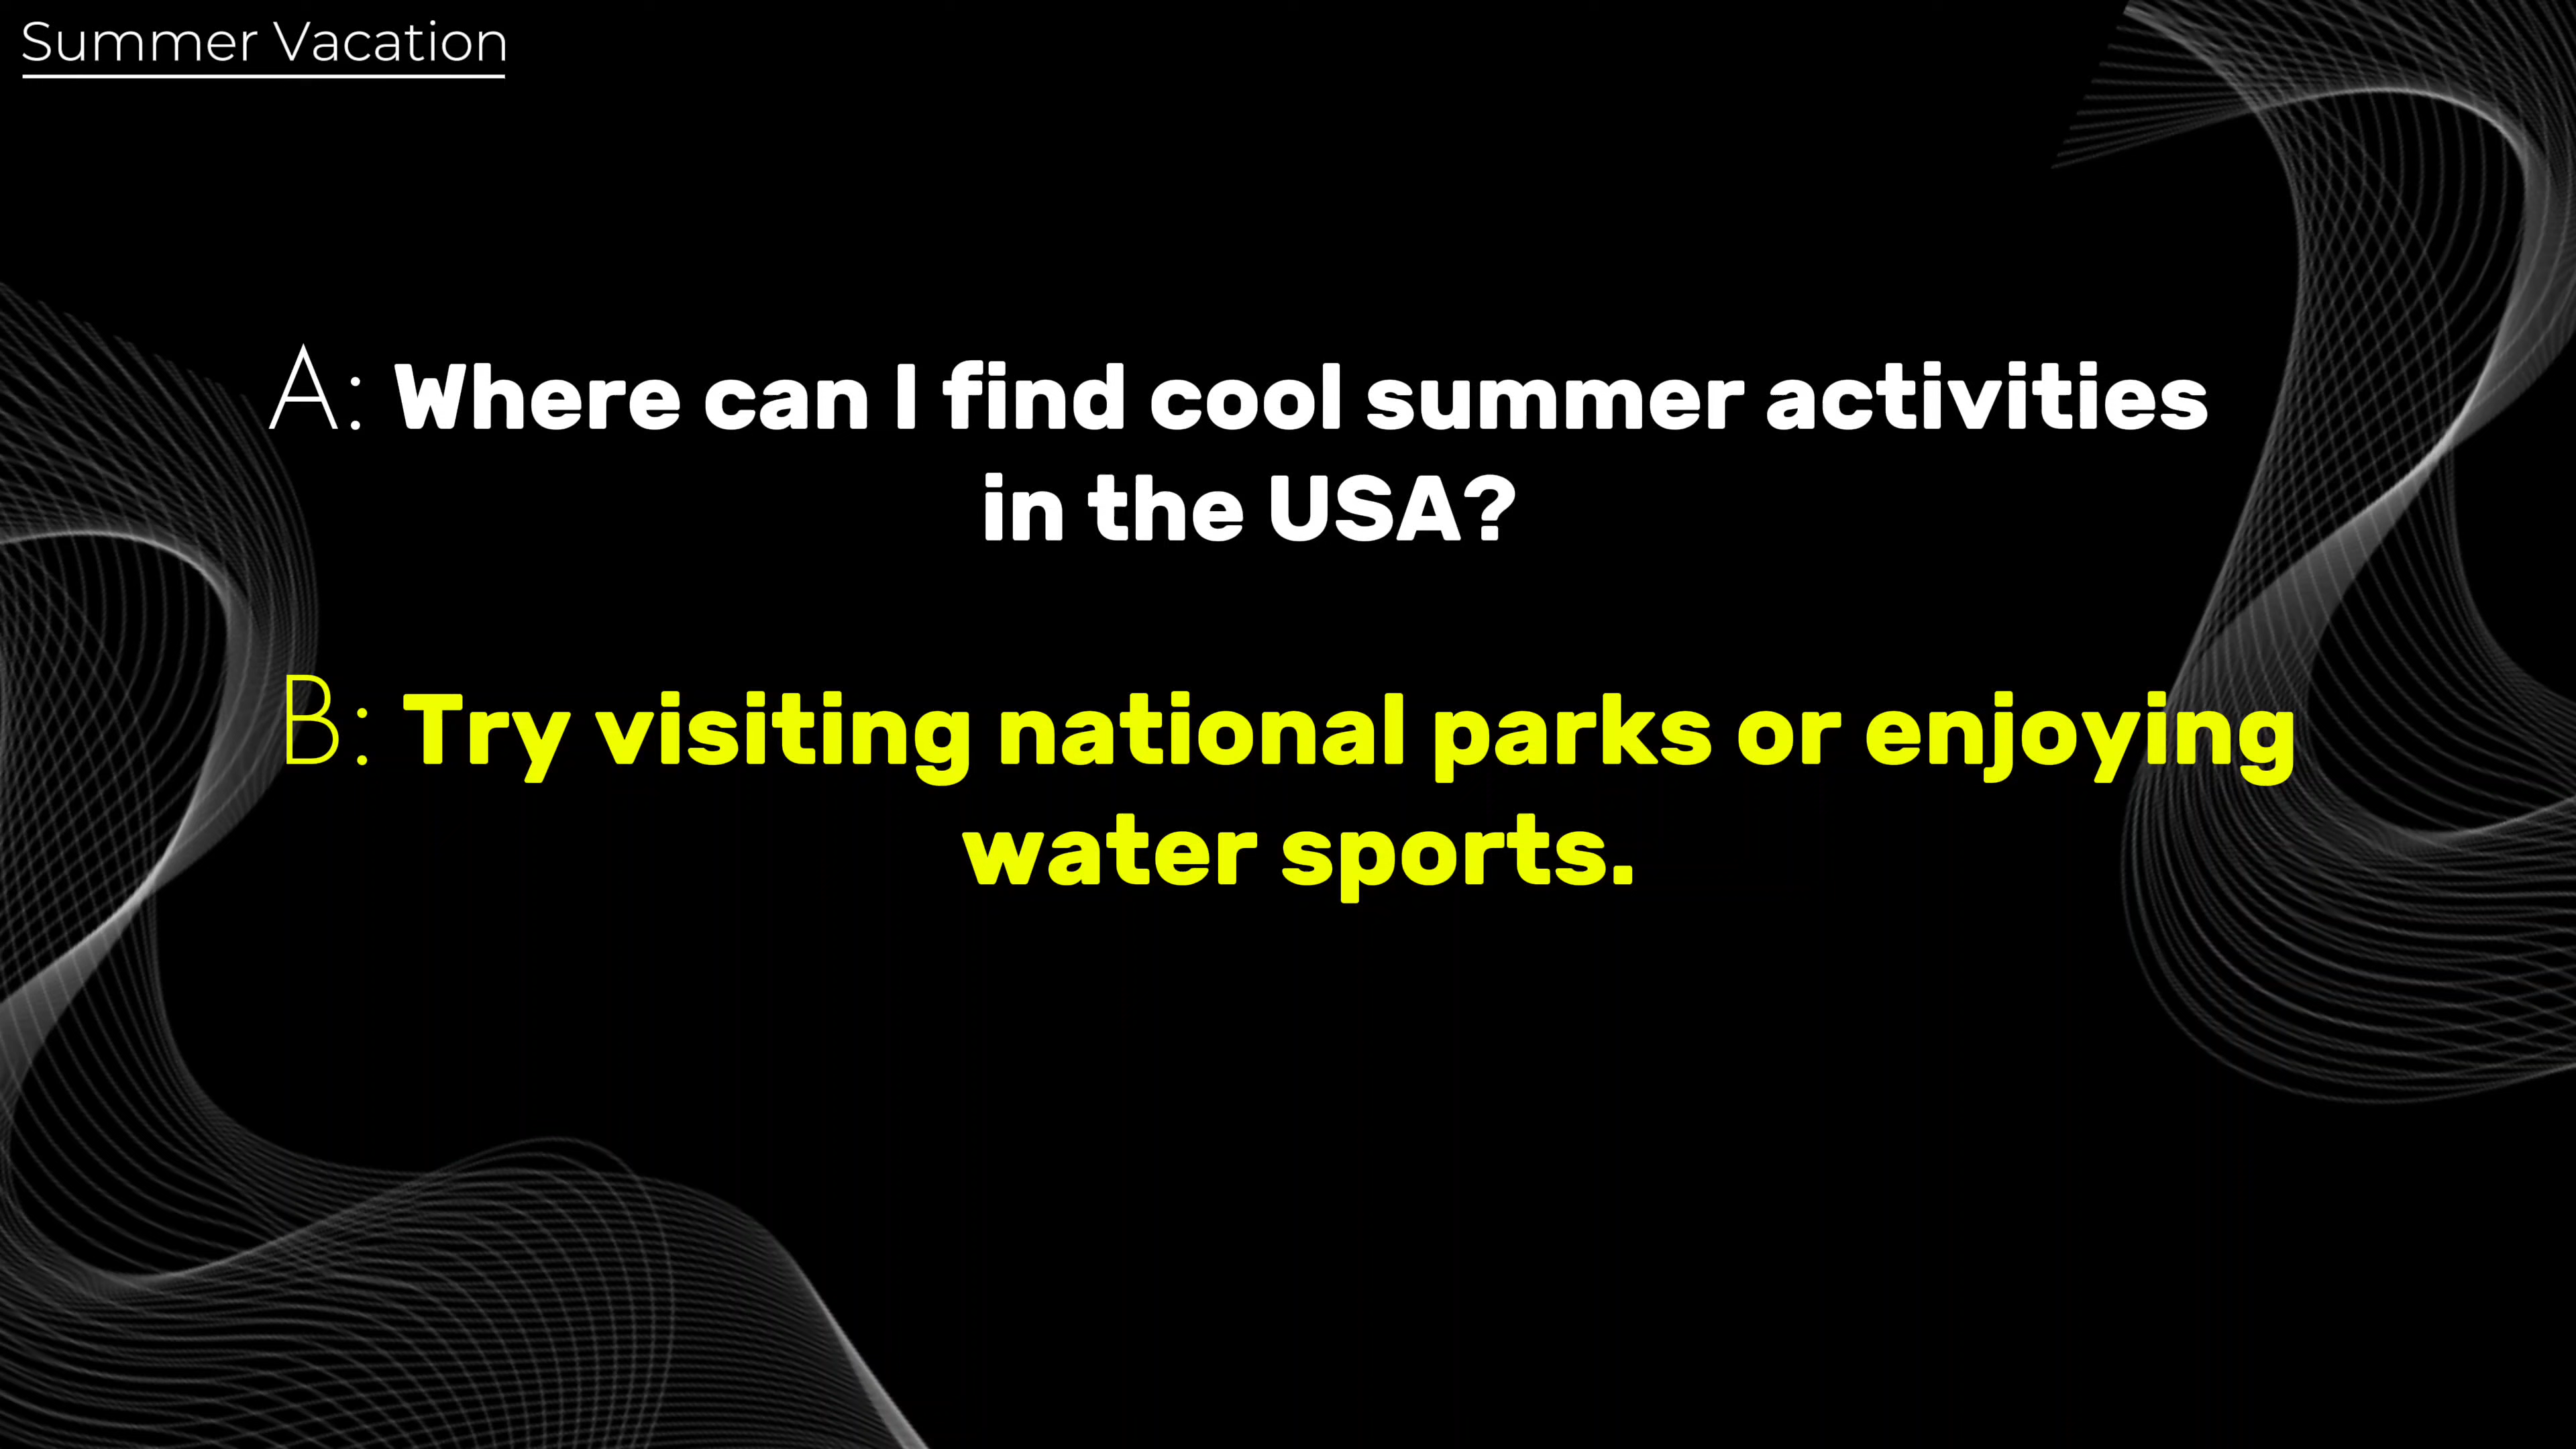 Summer Vacation
A: Where can I find cool summer activities
in the USA?
B: Try visiting national parks or enjoying
water sports.